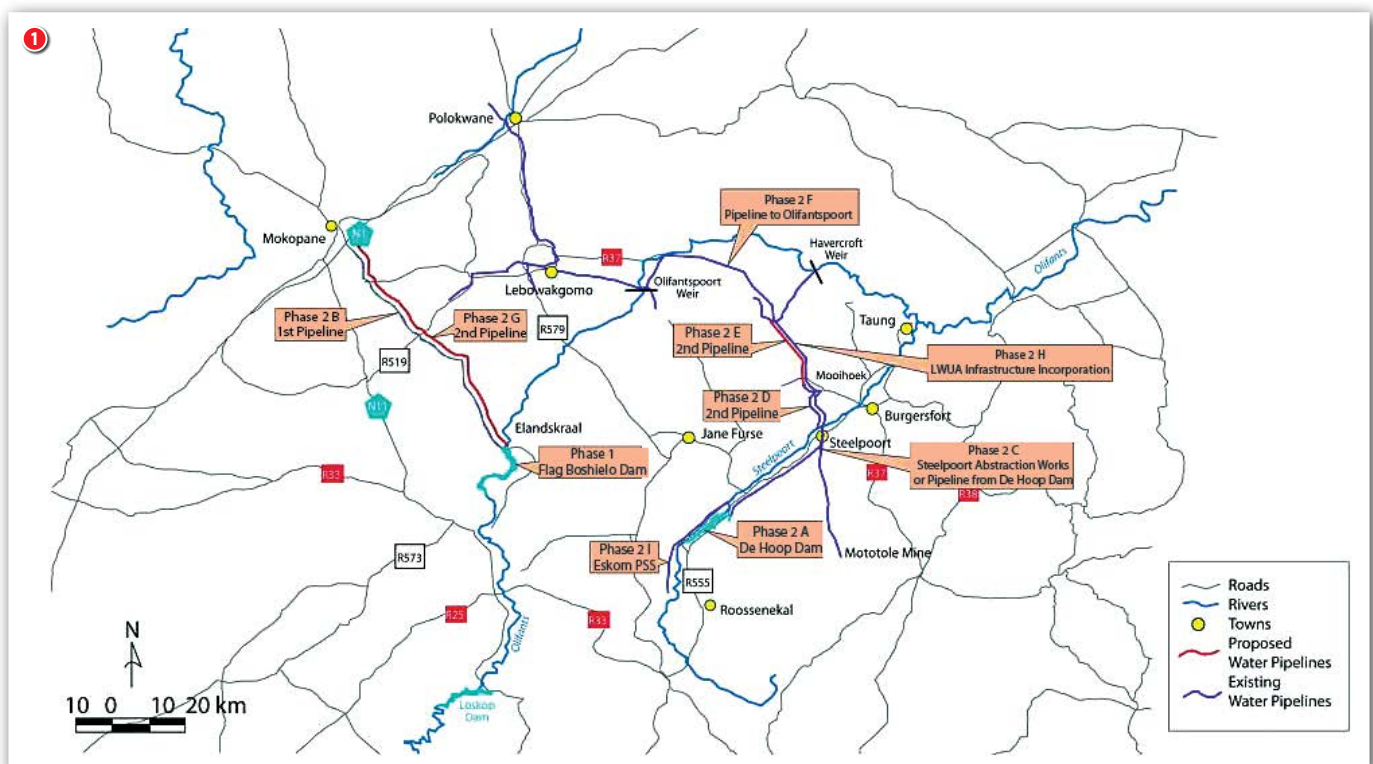 1
Polokwane
Mokopane
N1
Phase 2 F
Pipeline to Olifantspoort
R37
Havercroft
Weir
Olifants
Lebowakgomo
Olifantspoort
Weir
Phase 2 B
1st Pipeline
Phase 2 G
2nd Pipeline
R579
R519
Taung
Phase 2 E
2nd Pipeline
Phase 2 H
LWUA Infrastructure Incorporation
Mooihoek
N11
Phase 2 D
2nd Pipeline
Burgersfort
Elandskraal
Jane Furse
Steelpoort
Steelpoort
Phase 1
Flag Boshielo Dam
Phase 2 C
Steelpoort Abstraction Works
or Pipeline from De Hoop Dam
R33
R37
R38
Phase 2 A
De Hoop Dam
R573
Phase 2 I
Eskom PSS
Mototole Mine
R555
Roossenekal
R25
R33
Olifants
Loskop
Dam
N
10 0 10 20 km
Roads
Rivers
Towns
Proposed
Water Pipelines
Existing
Water Pipelines